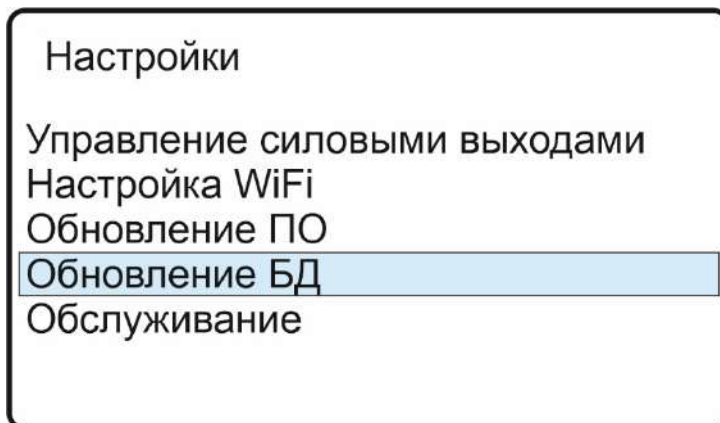 Настройки
Управление силовыми выходами
Настройка WiFi
Обновление ПО
Обновление БД
Обслуживание